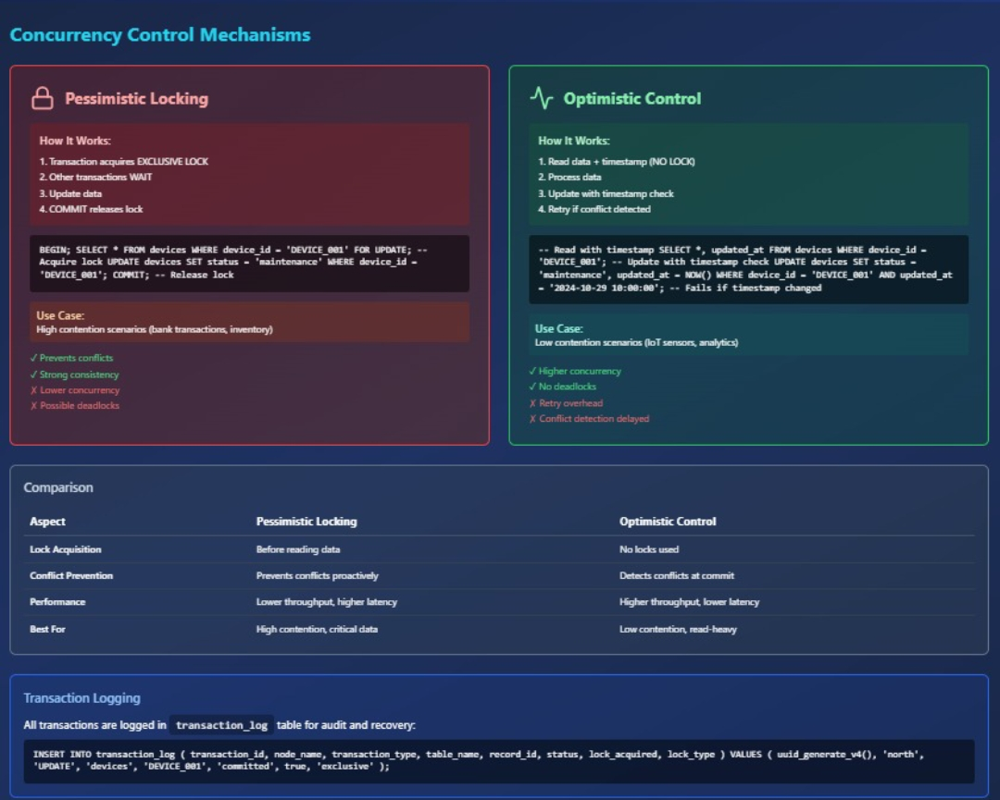 Concurrency Control Mechanisms
Pessimistic Locking
How It Works:
1. Transaction acquires EXCLUSIVE LOCK
2. Other transactions WAIT
3. Update data
4. COMMIT releases lock
BEGIN; SELECT * FROM devices WHERE device_id = 'DEVICE_001' FOR UPDATE; --
Acquire lock UPDATE devices SET status = 'maintenance' WHERE device_id =
'DEVICE_001'; COMMIT; -- Release lock
Use Case:
High contention scenarios (bank transactions, inventory)
✓ Prevents conflicts
✓ Strong consistency
✗ Lower concurrency
✗ Possible deadlocks
Optimistic Control
How It Works:
1. Read data + timestamp (NO LOCK)
2. Process data
3. Update with timestamp check
4. Retry if conflict detected
-- Read with timestamp SELECT *, updated_at FROM devices WHERE device_id =
'DEVICE_001'; -- Update with timestamp check UPDATE devices SET status =
'maintenance', updated_at = NOW() WHERE device_id = 'DEVICE_001' AND updated_at
= '2024-10-29 10:00:00'; -- Fails if timestamp changed
Use Case:
Low contention scenarios (IoT sensors, analytics)
✓ Higher concurrency
✓ No deadlocks
✗ Retry overhead
✗ Conflict detection delayed
Comparison
Aspect Pessimistic Locking Optimistic Control
Lock Acquisition Before reading data No locks used
Conflict Prevention Prevents conflicts proactively Detects conflicts at commit
Performance Lower throughput, higher latency Higher throughput, lower latency
Best For High contention, critical data Low contention, read-heavy
Transaction Logging
All transactions are logged in transaction_log table for audit and recovery:
INSERT INTO transaction_log ( transaction_id, node_name, transaction_type, table_name, record_id, status, lock_acquired, lock_type ) VALUES ( uuid_generate_v4(), 'north',
'UPDATE', 'devices', 'DEVICE_001', 'committed', true, 'exclusive' );